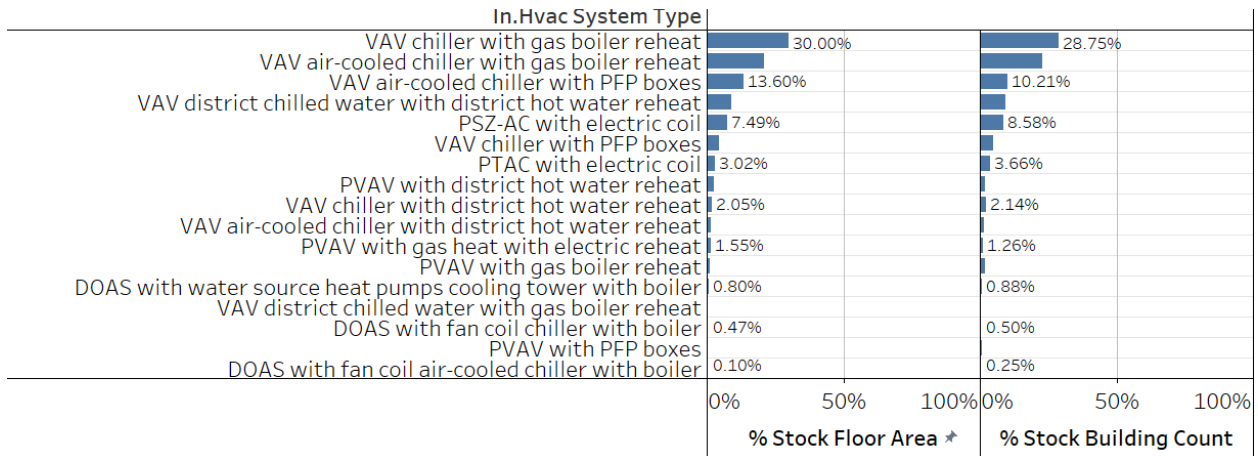 In.Hvac System Type
VAV chiller with gas boiler reheat 30.00% 28.75%
VAV air-cooled chiller with gas boiler reheat
VAV air-cooled chiller with PFP boxes 13.60% 10.21%
VAV district chilled water with district hot water reheat
PSZ-AC with electric coil 7.49% 8.58%
VAV chiller with PFP boxes
PTAC with electric coil 3.02% 3.66%
PVAV with district hot water reheat
VAV chiller with district hot water reheat 2.05% 2.14%
VAV air-cooled chiller with district hot water reheat
PVAV with gas heat with electric reheat 1.55% 1.26%
PVAV with gas boiler reheat
DOAS with water source heat pumps cooling tower with boiler 0.80% 0.88%
VAV district chilled water with gas boiler reheat
DOAS with fan coil chiller with boiler 0.47% 0.50%
PVAV with PFP boxes
DOAS with fan coil air-cooled chiller with boiler 0.10% 0.25%
0% 50% 100% 0% 50% 100%
% Stock Floor Area % Stock Building Count